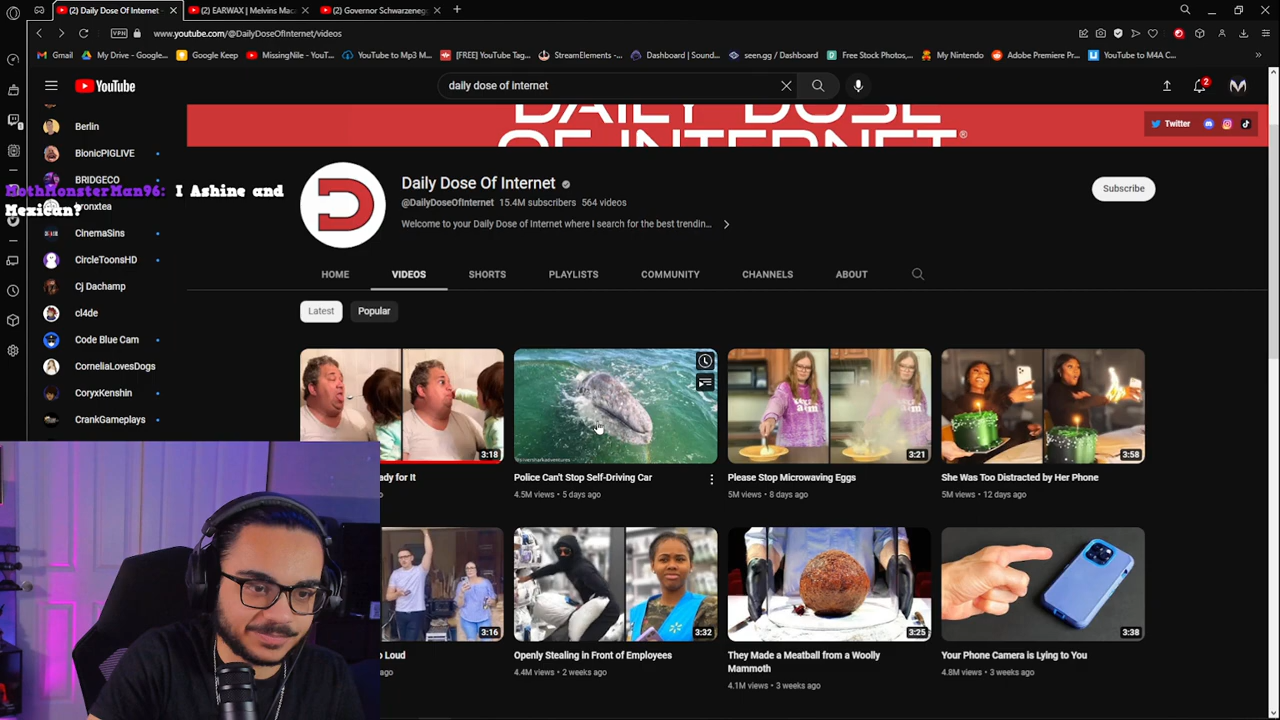 (2) Daily Dose Of Internet -
(2) EARWAX | Melvins Mac
(2) Governor Schwarzeneg
VPN
www.youtube.com/@DailyDoseOfInternet/videos
Gmail
My Drive - Google...
Google Keep
MissingNile - YouT...
YouTube to Mp3 M...
[FREE] YouTube Tag...
StreamElements - ...
Dashboard | Sound...
seen.gg / Dashboard
Free Stock Photos,...
My Nintendo
Adobe Premiere Pr...
YouTube to M4A C...
YouTube
daily dose of internet
2
DAILY DOSE
OF INTERNET®
Twitter
Berlin
BionicPIGLIVE
BRIDGECO
MothMonsterMan96: I Ashine and
Mexican?
CinemaSins
CircleToonsHD
Cj Dachamp
cl4de
Code Blue Cam
CorneliaLovesDogs
CoryxKenshin
CrankGameplays
Daily Dose Of Internet
@DailyDoseOfInternet 15.4M subscribers 564 videos
Welcome to your Daily Dose of Internet where I search for the best trendin...
Subscribe
HOME
VIDEOS
SHORTS
PLAYLISTS
COMMUNITY
CHANNELS
ABOUT
Latest
Popular
3:18
3:21
3:58
ady for It
Police Can't Stop Self-Driving Car
4.5M views • 5 days ago
Please Stop Microwaving Eggs
5M views • 8 days ago
She Was Too Distracted by Her Phone
5M views • 12 days ago
3:16
3:32
3:25
3:38
o Loud
ago
Openly Stealing in Front of Employees
4.4M views • 2 weeks ago
They Made a Meatball from a Woolly
Mammoth
4.1M views • 3 weeks ago
Your Phone Camera is Lying to You
4.8M views • 3 weeks ago